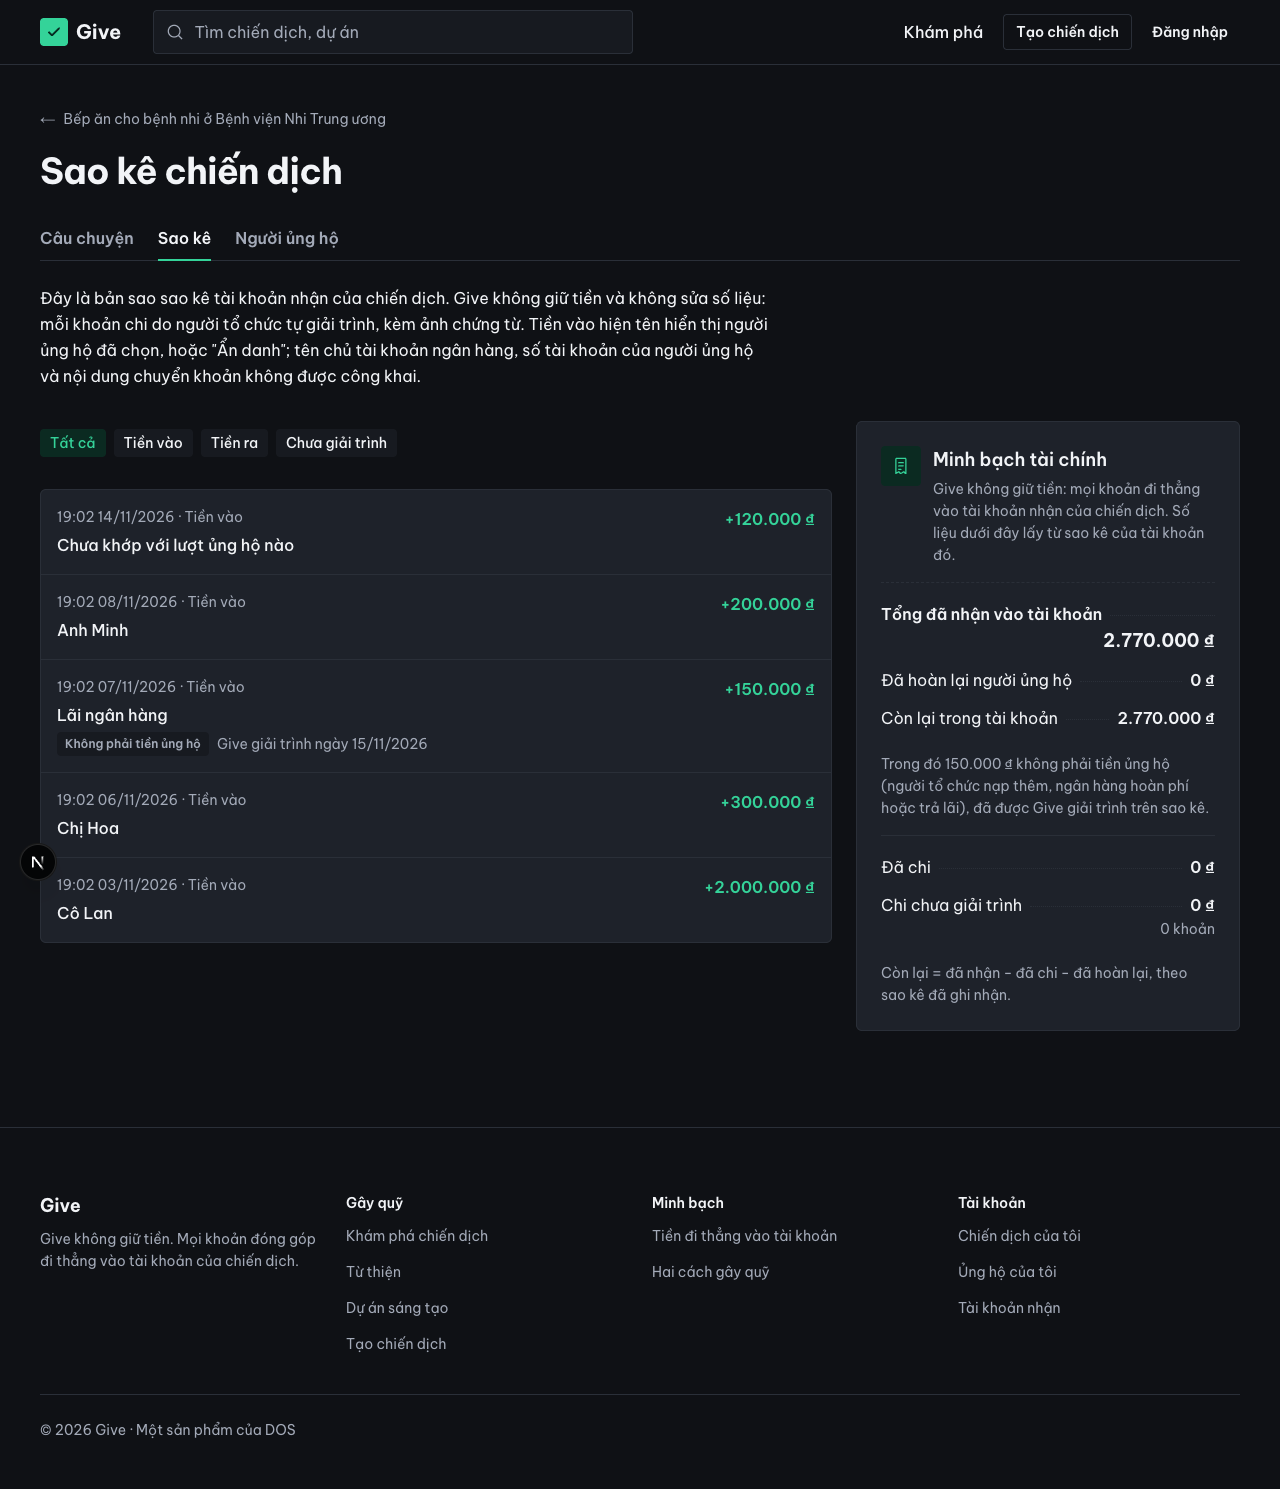 Give
Tìm chiến dịch, dự án
Khám phá
Tạo chiến dịch
Đăng nhập
← Bếp ăn cho bệnh nhi ở Bệnh viện Nhi Trung ương
Sao kê chiến dịch
Câu chuyện
Sao kê
Người ủng hộ
Đây là bản sao sao kê tài khoản nhận của chiến dịch. Give không giữ tiền và không sửa số liệu:
mỗi khoản chi do người tổ chức tự giải trình, kèm ảnh chứng từ. Tiền vào hiện tên hiển thị người
ủng hộ đã chọn, hoặc "Ẩn danh"; tên chủ tài khoản ngân hàng, số tài khoản của người ủng hộ
và nội dung chuyển khoản không được công khai.
Tất cả
Tiền vào
Tiền ra
Chưa giải trình
19:02 14/11/2026 · Tiền vào
+120.000 ₫
Chưa khớp với lượt ủng hộ nào
19:02 08/11/2026 · Tiền vào
+200.000 ₫
Anh Minh
19:02 07/11/2026 · Tiền vào
+150.000 ₫
Lãi ngân hàng
Không phải tiền ủng hộ
Give giải trình ngày 15/11/2026
19:02 06/11/2026 · Tiền vào
+300.000 ₫
Chị Hoa
19:02 03/11/2026 · Tiền vào
+2.000.000 ₫
Cô Lan
Minh bạch tài chính
Give không giữ tiền: mọi khoản đi thẳng
vào tài khoản nhận của chiến dịch. Số
liệu dưới đây lấy từ sao kê của tài khoản
đó.
Tổng đã nhận vào tài khoản
2.770.000 ₫
Đã hoàn lại người ủng hộ
0 ₫
Còn lại trong tài khoản
2.770.000 ₫
Trong đó 150.000 ₫ không phải tiền ủng hộ
(người tổ chức nạp thêm, ngân hàng hoàn phí
hoặc trả lãi), đã được Give giải trình trên sao kê.
Đã chi
0 ₫
Chi chưa giải trình
0 ₫
0 khoản
Còn lại = đã nhận - đã chi - đã hoàn lại, theo
sao kê đã ghi nhận.
Give
Give không giữ tiền. Mọi khoản đóng góp
đi thẳng vào tài khoản của chiến dịch.
Gây quỹ
Khám phá chiến dịch
Từ thiện
Dự án sáng tạo
Tạo chiến dịch
Minh bạch
Tiền đi thẳng vào tài khoản
Hai cách gây quỹ
Tài khoản
Chiến dịch của tôi
Ủng hộ của tôi
Tài khoản nhận
© 2026 Give · Một sản phẩm của DOS